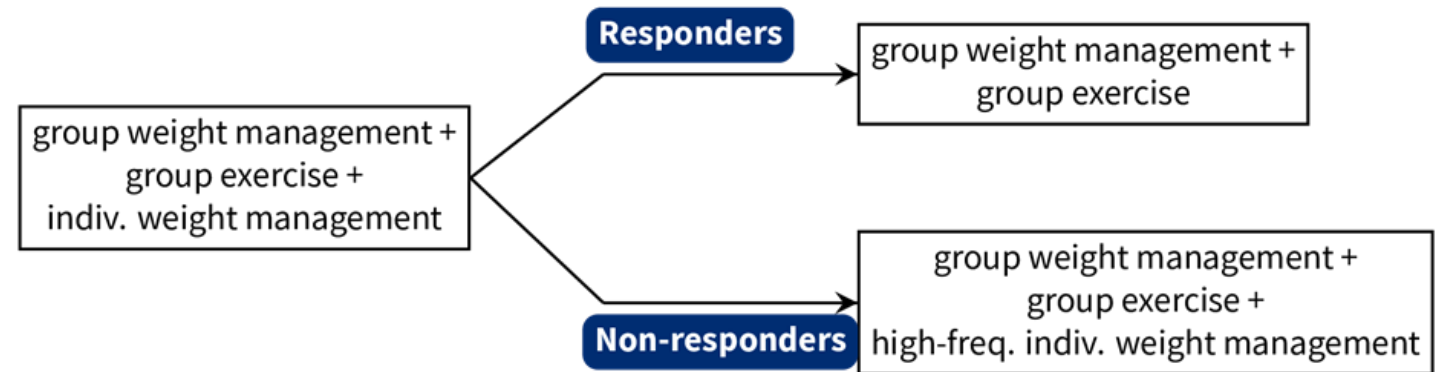 group weight management +
group exercise +
indiv. weight management
Responders
group weight management +
group exercise
Non-responders
group weight management +
group exercise +
high-freq. indiv. weight management